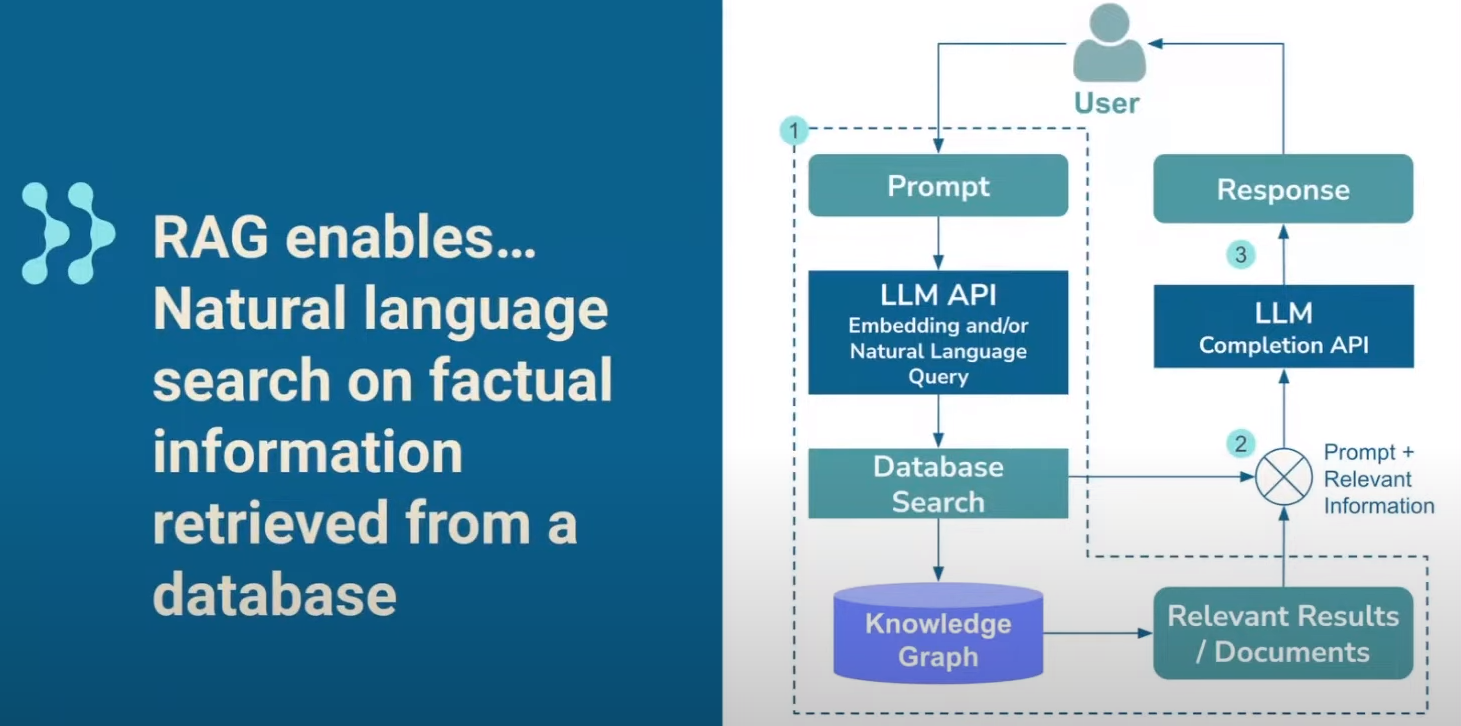 RAG enables…
Natural language
search on factual
information
retrieved from a
database
User
1
Prompt
LLM API
Embedding and/or
Natural Language
Query
Database
Search
Knowledge
Graph
Relevant Results
/ Documents
2
Prompt +
Relevant
Information
LLM
Completion API
3
Response